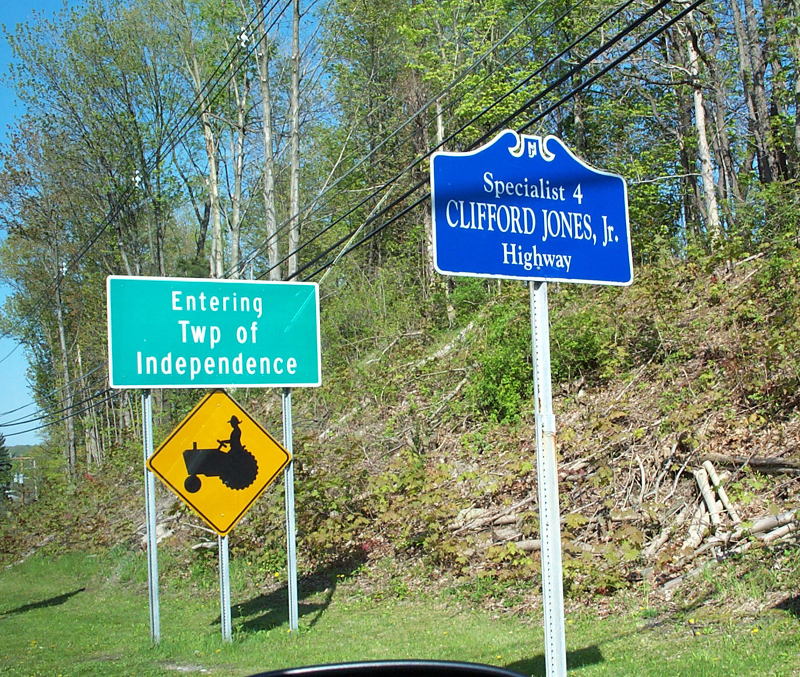 Entering
Twp of
Independence
Specialist 4
CLIFFORD JONES, Jr.
Highway